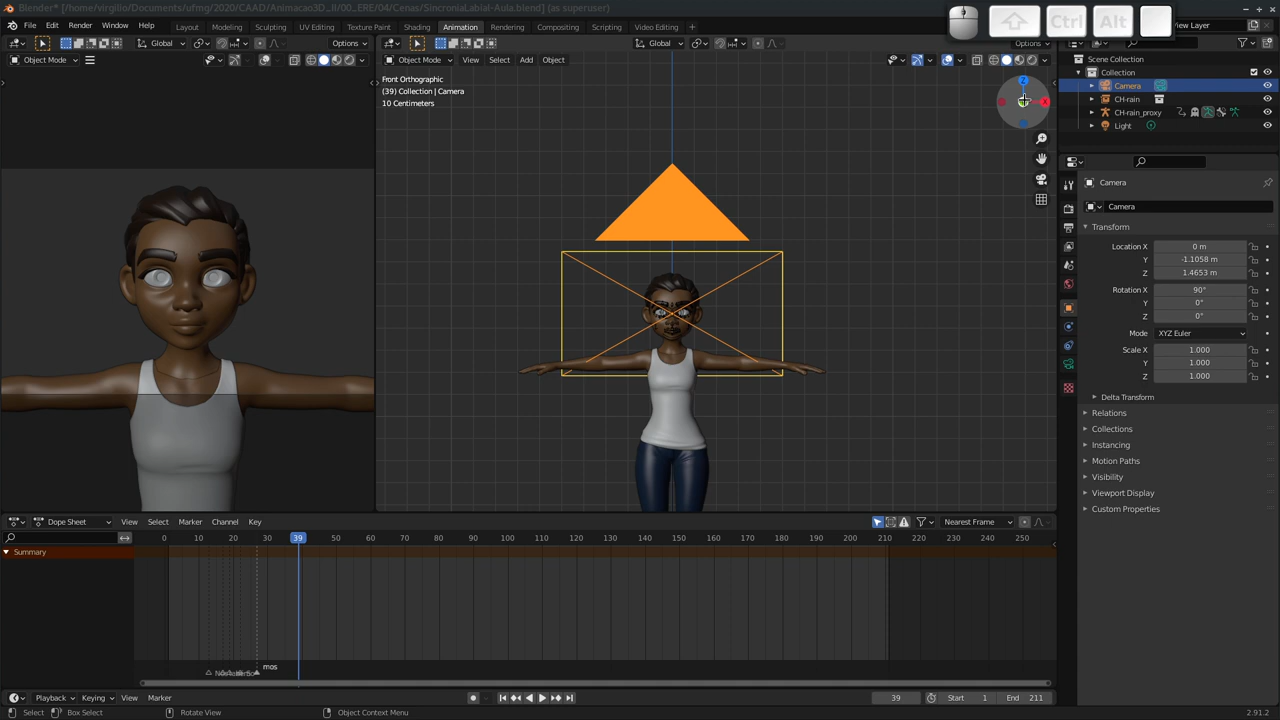 Blender* [/home/virgilio/Documents/ufmg/2020/CAAD/Animacao3D_II/00_ERE/04/Cenas/SincroniaLabial-Aula.blend] (as superuser)
File Edit Render Window Help
Layout Modeling Sculpting UV Editing Texture Paint Shading Animation Rendering Compositing Scripting Video Editing +
Ctrl Alt
View Layer
Global Options
Global Options
Object Mode
Object Mode View Select Add Object
Front Orthographic
(39) Collection | Camera
10 Centimeters
Z
X
Scene Collection
Collection
Camera
CH-rain
CH-rain_proxy
Light
Camera
Camera
Transform
Location X 0 m
Y -1.1058 m
Z 1.4653 m
Rotation X 90°
Y 0°
Z 0°
Mode XYZ Euler
Scale X 1.000
Y 1.000
Z 1.000
Delta Transform
Relations
Collections
Instancing
Motion Paths
Visibility
Viewport Display
Custom Properties
Dope Sheet View Select Marker Channel Key Nearest Frame
0 10 20 30 39 50 60 70 80 90 100 110 120 130 140 150 160 170 180 190 200 210 220 230 240 250
Summary
mos
Playback Keying View Marker 39 Start 1 End 211
Select Box Select Rotate View Object Context Menu 2.91.2